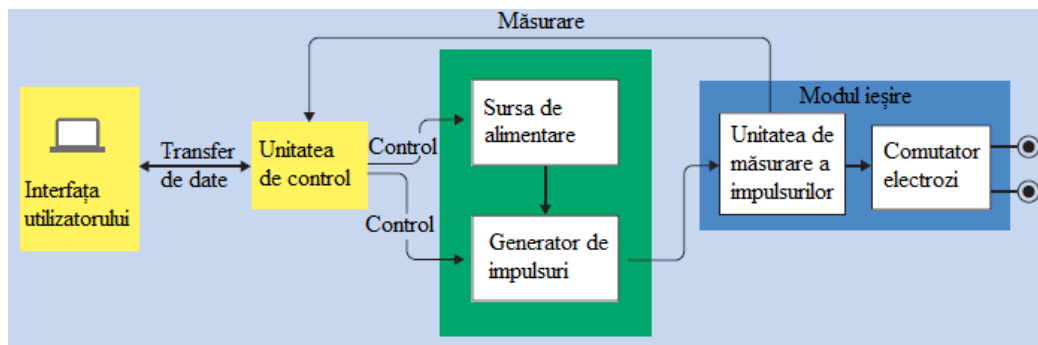 Măsurare
Interfața
utilizatorului
Transfer
de date
Unitatea
de control
Control
Control
Sursa de
alimentare
Generator de
impulsuri
Modul ieșire
Unitatea de
măsurare a
impulsurilor
Comutator
electrozi